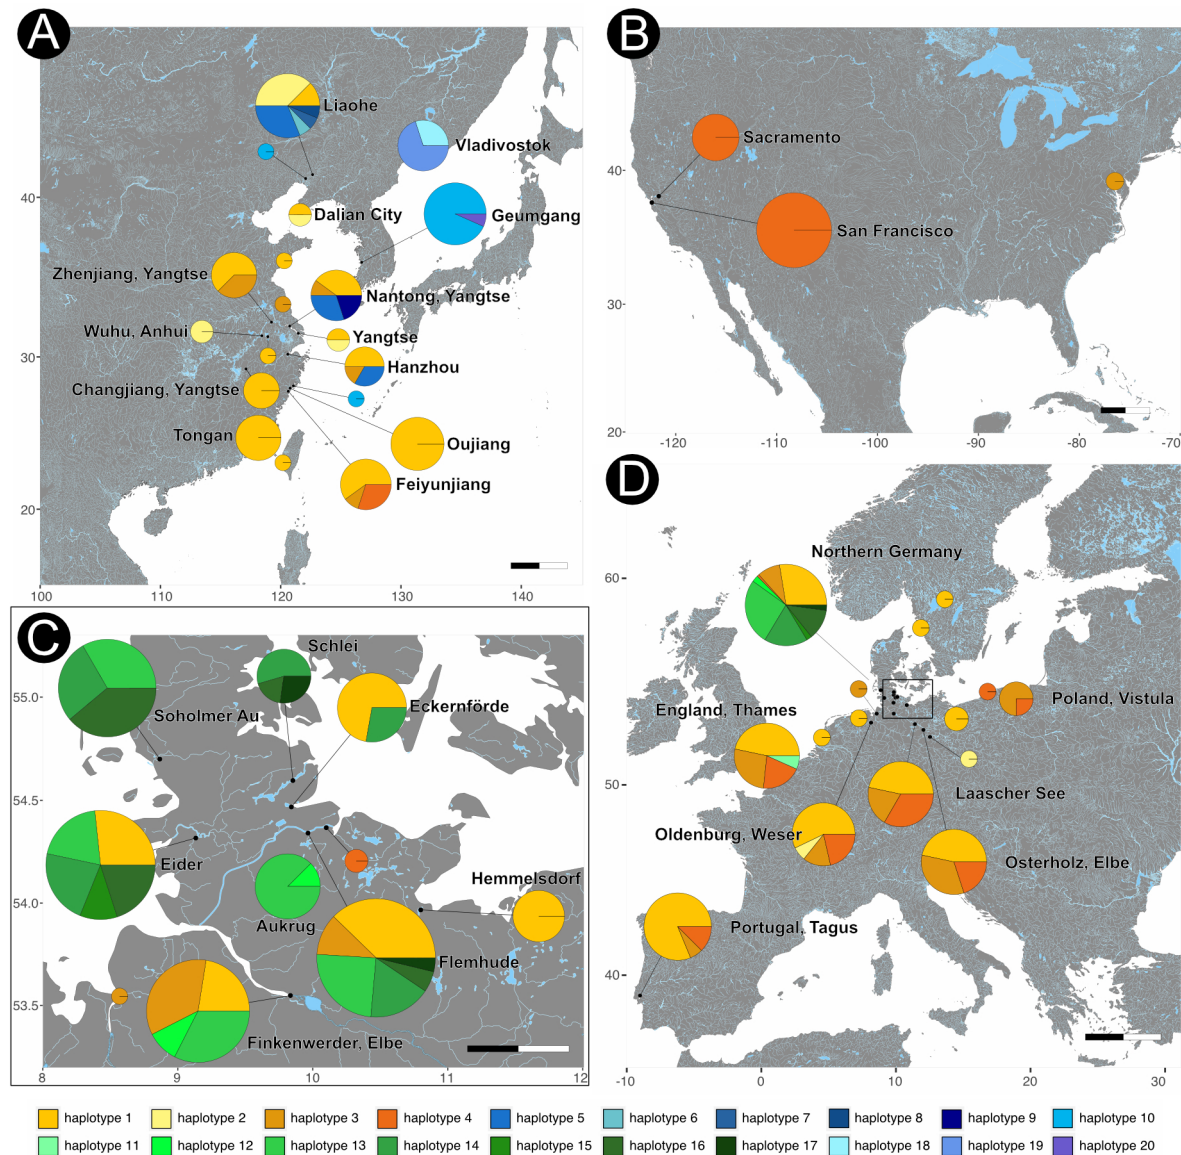 A
Liaohe
Vladivostok
Dalian City
Geumgang
Zhenjiang, Yangtse
Nantong, Yangtse
Wuhu, Anhui
Yangtse
Hanzhou
Changjiang, Yangtse
Tongan
Oujiang
Feiyunjiang
40
30
20
100
120
130
140
B
Sacramento
San Francisco
40
30
20
-120
-110
-100
-90
-80
-70
C
Schlei
Soholmer Au
Eckernförde
Eider
Hemmelsdorf
Aukrug
Flemhude
Finkenwerder, Elbe
55.0
54.5
54.0
53.5
8
9
10
11
12
D
Northern Germany
England, Thames
Poland, Vistula
Laascher See
Oldenburg, Weser
Osterholz, Elbe
Portugal, Tagus
60
50
40
-10
0
10
20
30
haplotype 1 haplotype 2 haplotype 3 haplotype 4 haplotype 5 haplotype 6 haplotype 7 haplotype 8 haplotype 9 haplotype 10
haplotype 11 haplotype 12 haplotype 13 haplotype 14 haplotype 15 haplotype 16 haplotype 17 haplotype 18 haplotype 19 haplotype 20